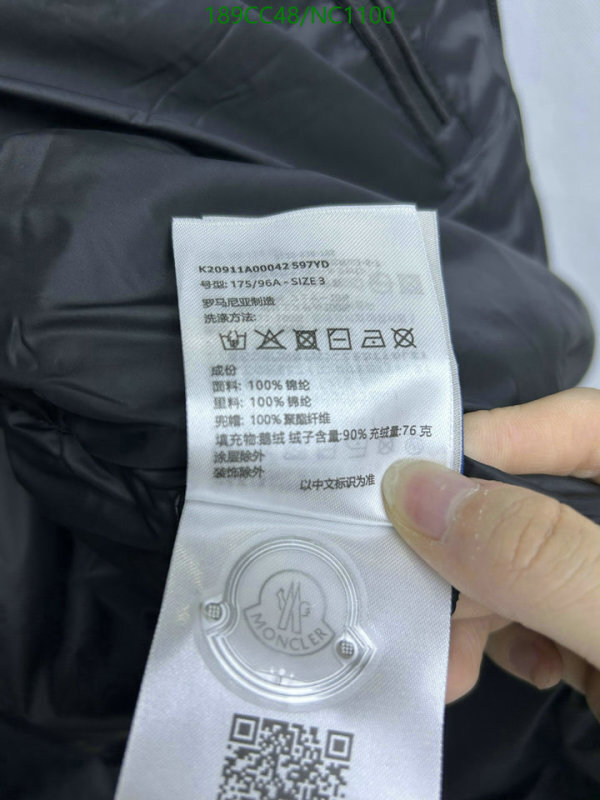 189CC48/NC1100
K20911A00042 597YD
号型: 175/96A - SIZE 3
罗马尼亚制造
洗涤方法:
成份
面料: 100% 锦纶
里料: 100% 锦纶
兜帽: 100% 聚酯纤维
填充物:鹅绒 绒子含量:90% 充绒量:76 克
涂层除外
装饰除外
以中文标识为准
MONCLER